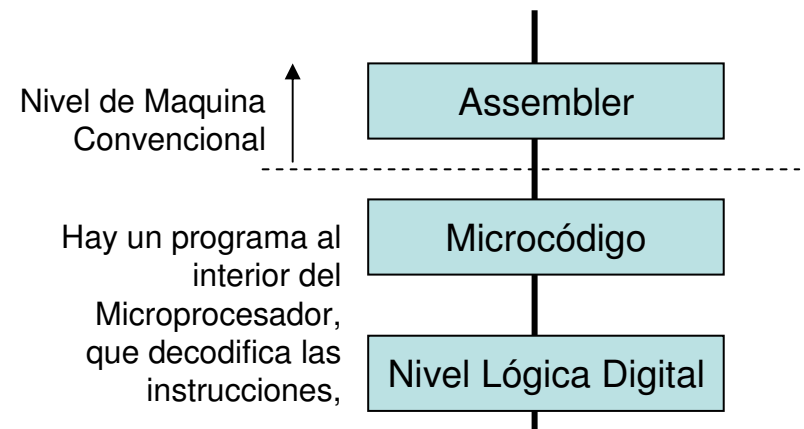 Nivel de Maquina
Convencional
Assembler
Microcódigo
Hay un programa al
interior del
Microprocesador,
que decodifica las
instrucciones,
Nivel Lógica Digital